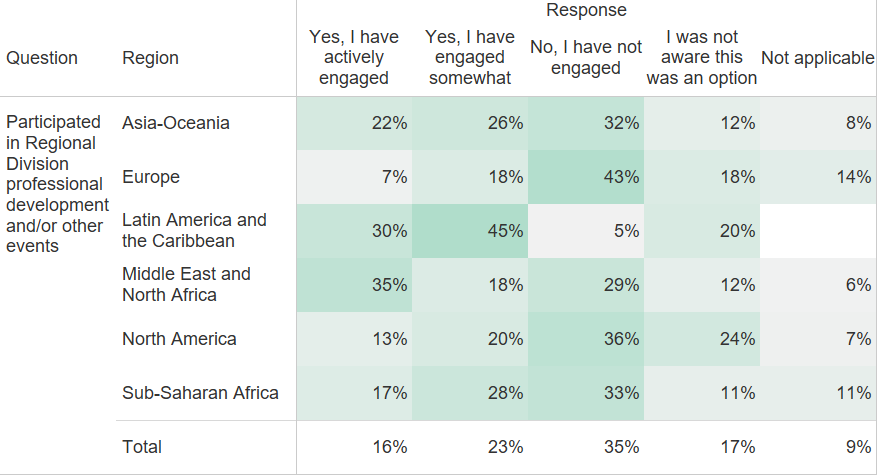 Response
Question Region Yes, I have actively engaged Yes, I have engaged somewhat No, I have not engaged I was not aware this was an option Not applicable
Participated in Regional Division professional development and/or other events
Asia-Oceania 22% 26% 32% 12% 8%
Europe 7% 18% 43% 18% 14%
Latin America and the Caribbean 30% 45% 5% 20%
Middle East and North Africa 35% 18% 29% 12% 6%
North America 13% 20% 36% 24% 7%
Sub-Saharan Africa 17% 28% 33% 11% 11%
Total 16% 23% 35% 17% 9%